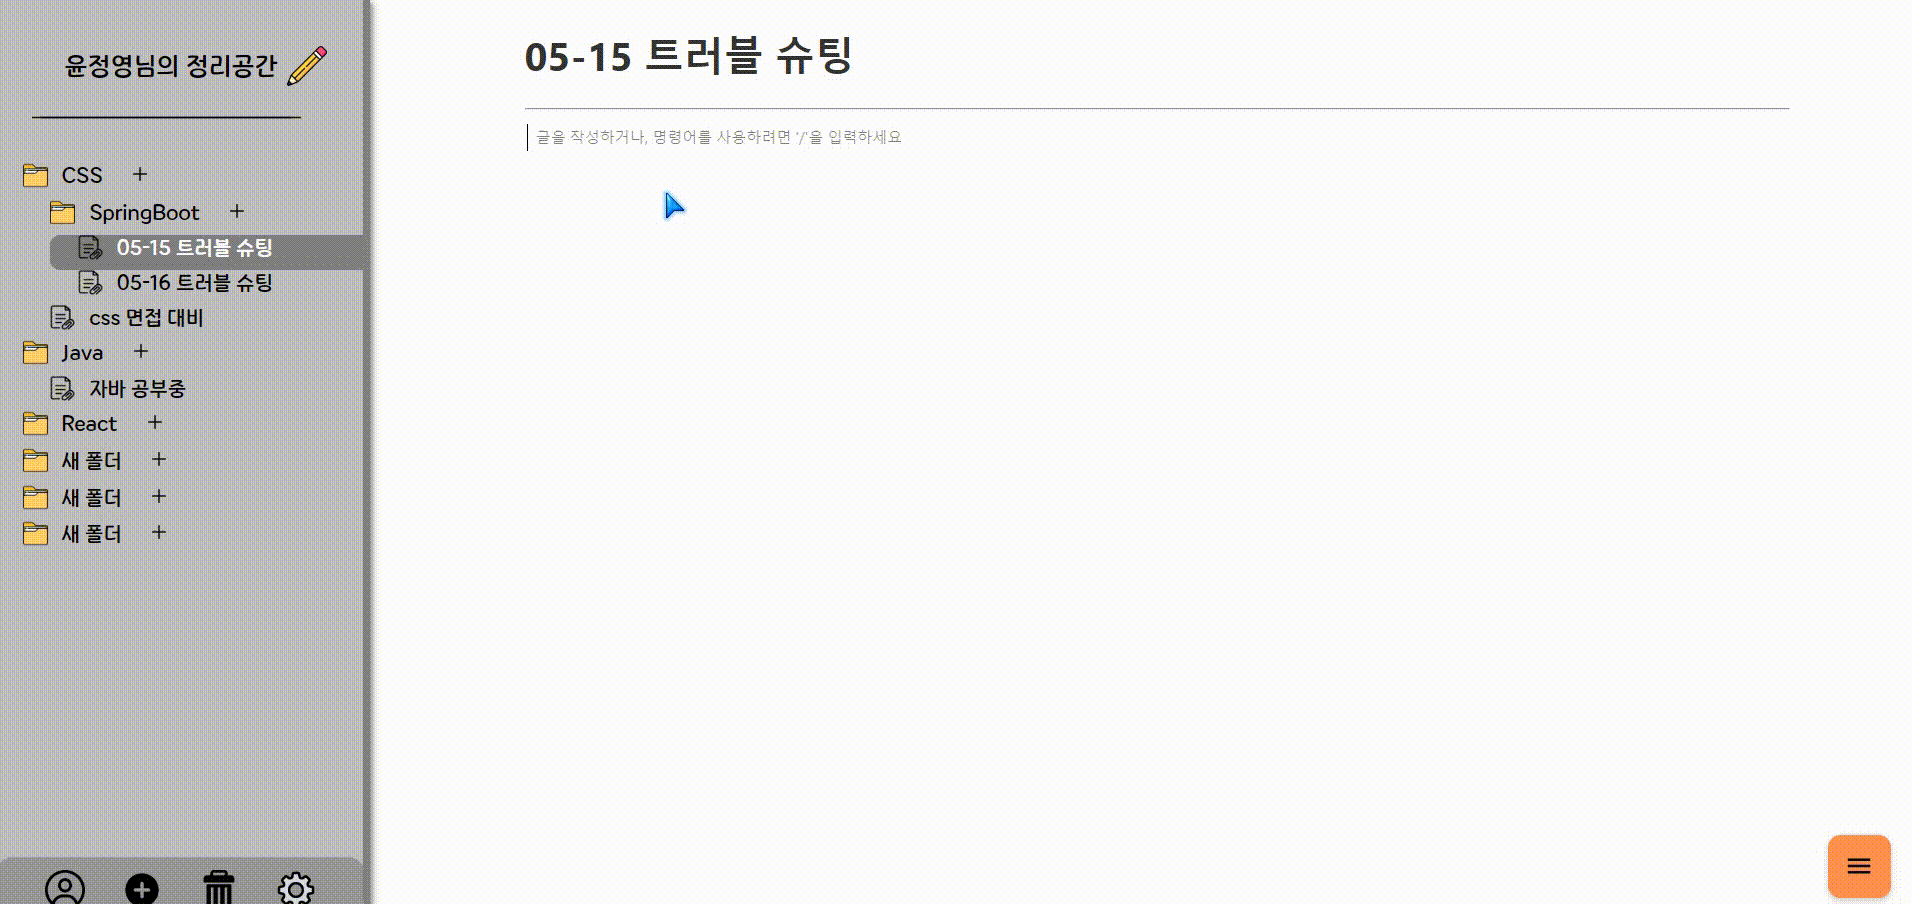 윤정영님의 정리공간
CSS +
SpringBoot +
05-15 트러블 슈팅
05-16 트러블 슈팅
css 면접 대비
Java +
자바 공부중
React +
새 폴더 +
새 폴더 +
새 폴더 +
05-15 트러블 슈팅
글을 작성하거나, 명령어를 사용하려면 '/'을 입력하세요